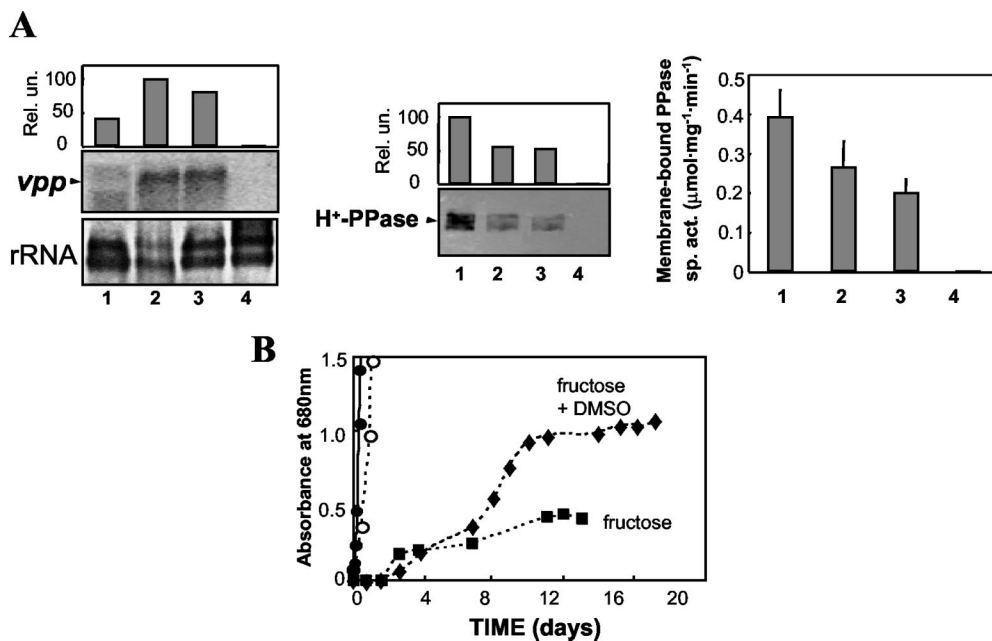 A
Rel. un.
100
50
0
vpp
rRNA
1 2 3 4
Rel. un.
100
50
0
H⁺-PPase
1 2 3 4
Membrane-bound PPase
sp. act. (μmol·mg⁻¹·min⁻¹)
0.5
0.4
0.3
0.2
0.1
0
1 2 3 4
B
Absorbance at 680nm
1.5
1.0
0.5
0
fructose
+ DMSO
fructose
0 4 8 12 16 20
TIME (days)